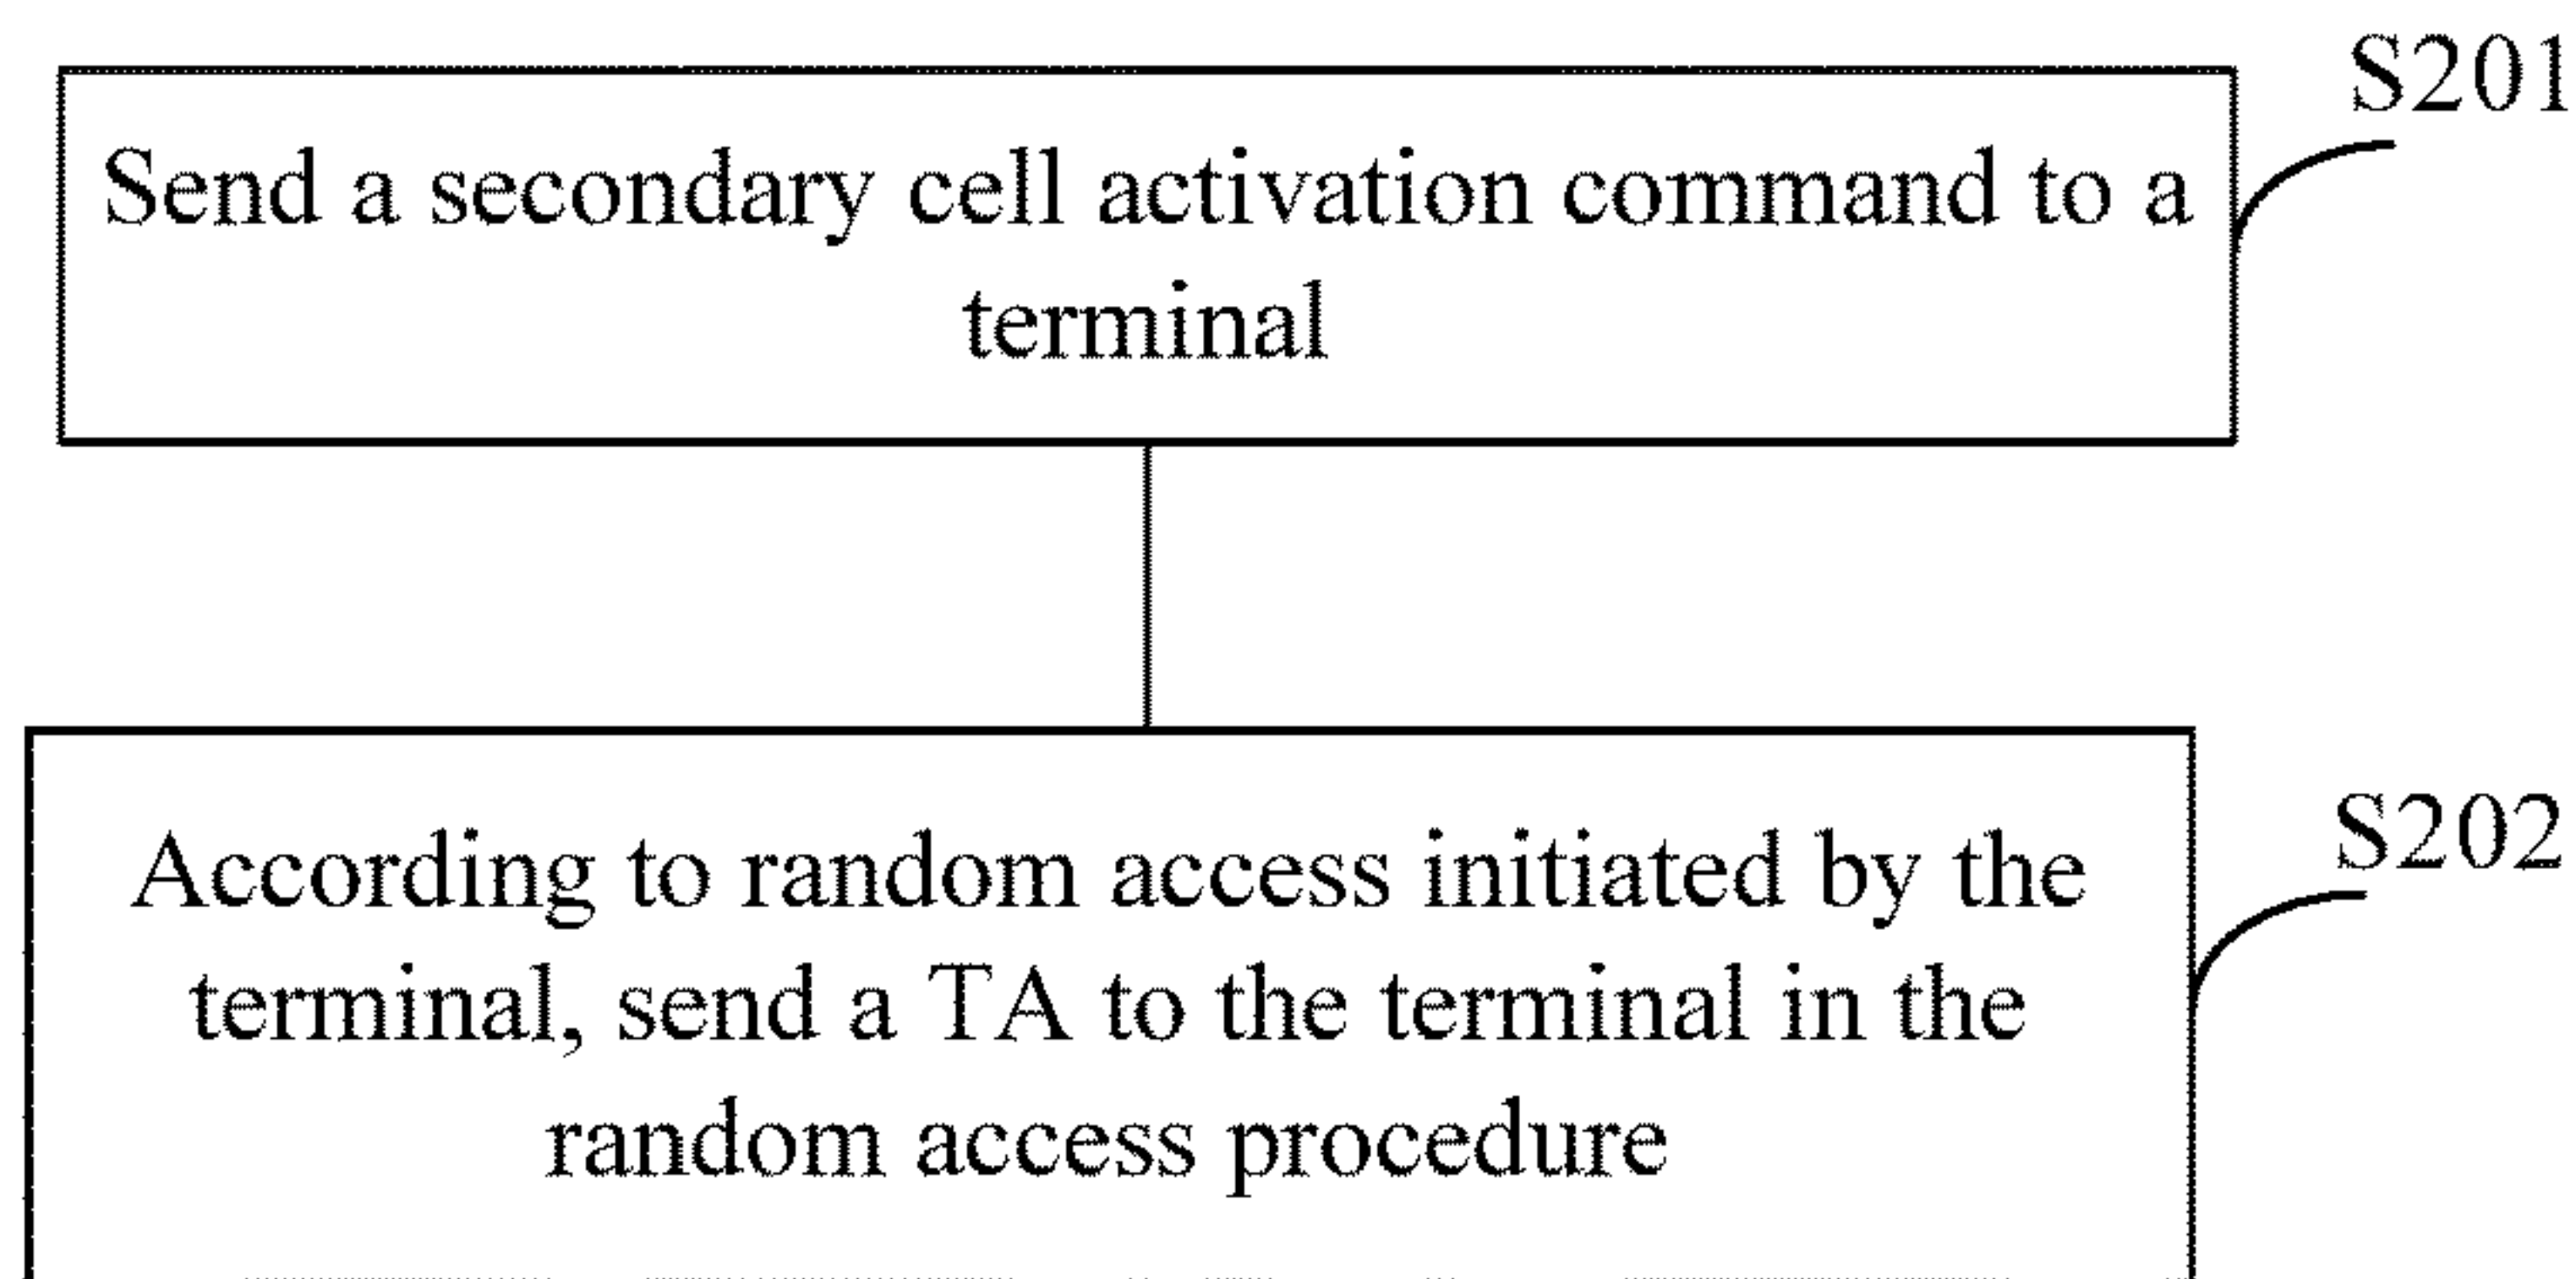 S201
Send a secondary cell activation command to a
terminal
S202
According to random access initiated by the
terminal, send a TA to the terminal in the
random access procedure